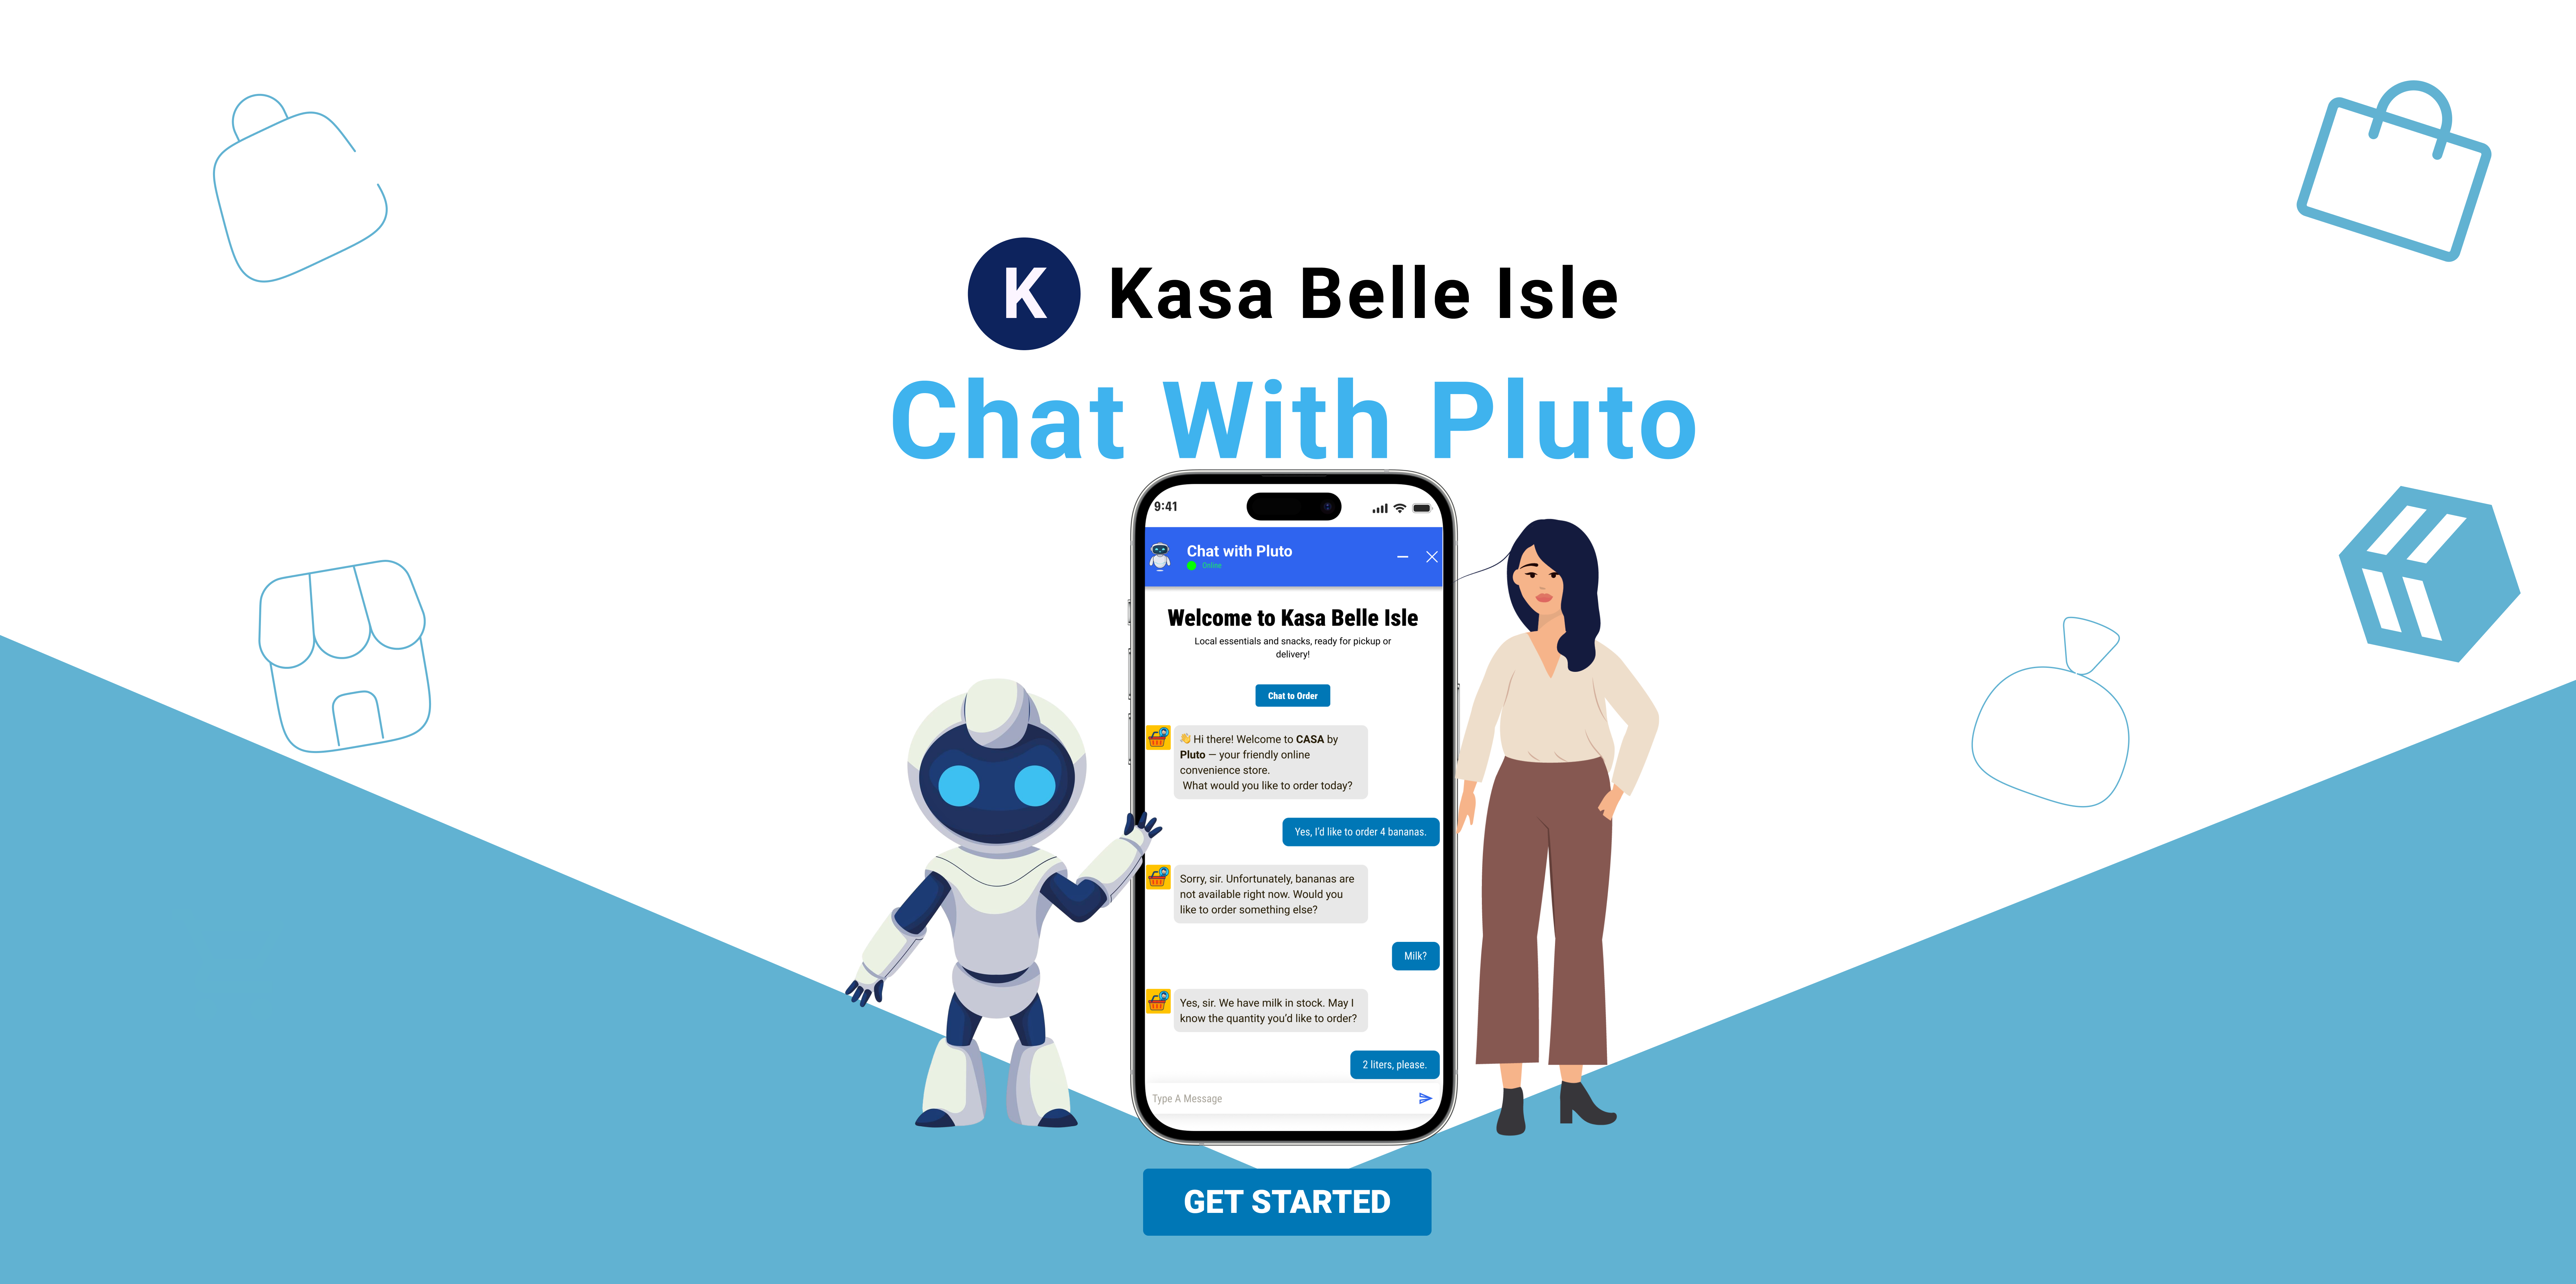 K Kasa Belle Isle
Chat With Pluto
9:41
Chat with Pluto
Online
Welcome to Kasa Belle Isle
Local essentials and snacks, ready for pickup or
delivery!
Chat to Order
👋 Hi there! Welcome to CASA by
Pluto — your friendly online
convenience store.
What would you like to order today?
Yes, I'd like to order 4 bananas.
Sorry, sir. Unfortunately, bananas are
not available right now. Would you
like to order something else?
Milk?
Yes, sir. We have milk in stock. May I
know the quantity you'd like to order?
2 liters, please.
Type A Message
GET STARTED